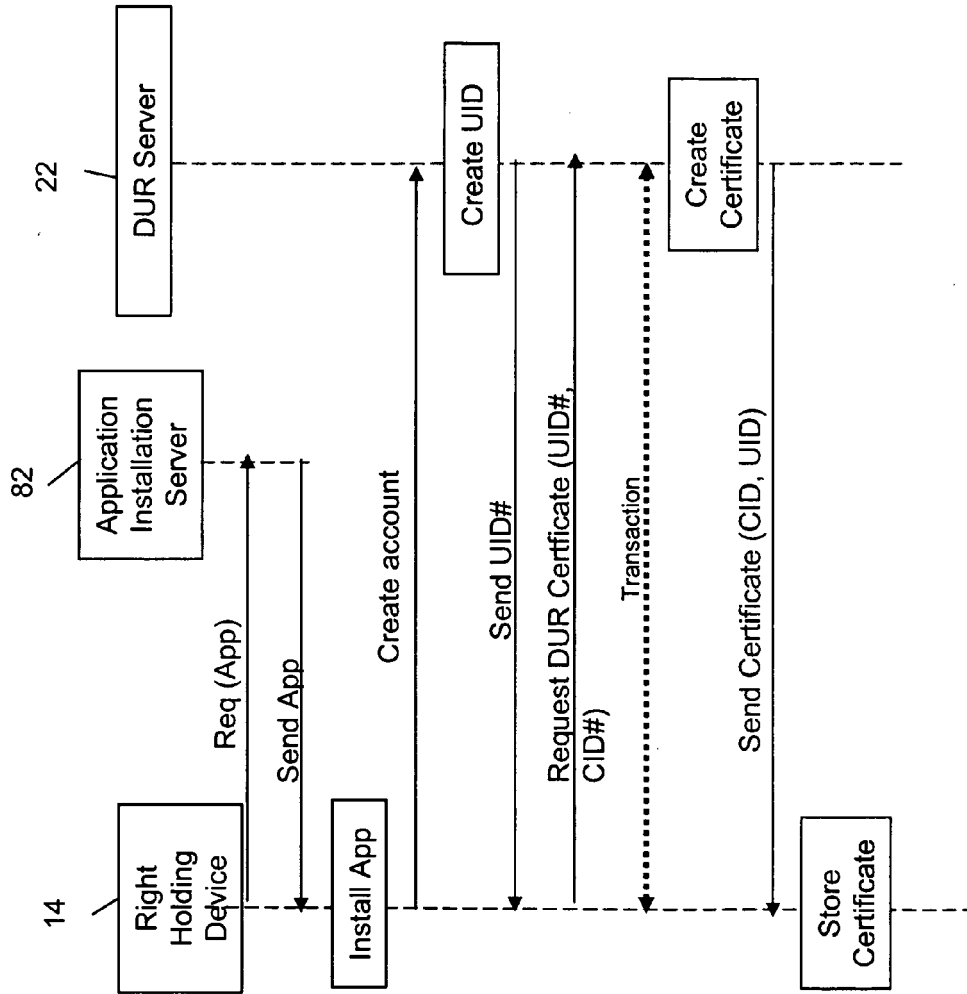 14
82
22
Right
Holding
Device
Application
Installation
Server
DUR Server
Req (App)
Send App
Install App
Create account
Create UID
Send UID#
Request DUR Certficate (UID#,
CID#)
Transaction
Create
Certificate
Send Certificate (CID, UID)
Store
Certificate